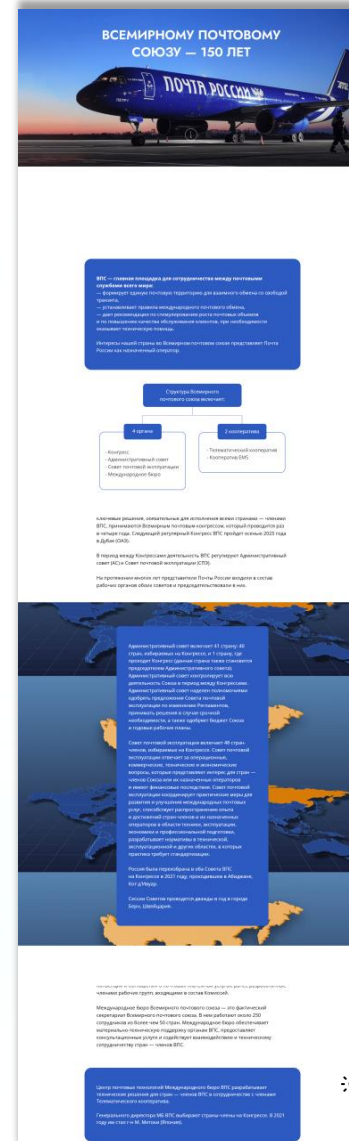 ВСЕМИРНОМУ ПОЧТОВОМУ
СОЮЗУ — 150 ЛЕТ
ПОЧТА РОССИИ
ВПС — главная площадка для сотрудничества между почтовыми
службами всего мира:
— формирует единую почтовую территорию для взаимного обмена со свободой
транзита,
— устанавливает правила международного почтового обмена,
— дает рекомендации по стимулированию роста почтовых объемов
и по повышению качества обслуживания клиентов, при необходимости
оказывает техническую помощь.
Интересы нашей страны во Всемирном почтовом союзе представляет Почта
России как назначенный оператор.
Структура Всемирного
почтового союза включает:
4 органа
2 кооператива
- Конгресс
- Административный совет
- Совет почтовой эксплуатации
- Международное бюро
- Телематический кооператив
- Кооператив EMS
Ключевые решения, обязательные для исполнения всеми странами — членами
ВПС, принимаются Всемирным почтовым конгрессом, который проводится раз
в четыре года. Следующий регулярный Конгресс ВПС пройдет осенью 2025 года
в Дубае (ОАЭ).
В период между Конгрессами деятельность ВПС регулируют Административный
совет (АС) и Совет почтовой эксплуатации (СПЭ).
На протяжении многих лет представители Почты России входили в состав
рабочих органов обоих советов и председательствовали в них.
Административный совет включает 41 страну: 40
стран, избираемых на Конгрессе, и 1 страну, где
проходит Конгресс (данная страна также становится
председателем Административного совета).
Административный совет контролирует всю
деятельность Союза в период между Конгрессами.
Административный совет наделен полномочиями
одобрять предложения Совета почтовой
эксплуатации по изменению Регламентов,
принимать решения в случае срочной
необходимости, а также одобряет бюджет Союза
и годовые рабочие планы.
Совет почтовой эксплуатации включает 48 стран-
членов, избираемых на Конгрессе. Совет почтовой
эксплуатации отвечает за операционные,
коммерческие, технические и экономические
вопросы, которые представляют интерес для стран —
членов Союза или их назначенных операторов
и имеют финансовые последствия. Совет почтовой
эксплуатации координирует практические меры для
развития и улучшения международных почтовых
услуг, способствует распространению опыта
и достижений стран-членов и их назначенных
операторов в области техники, эксплуатации,
экономики и профессиональной подготовки,
разрабатывает нормативы в технической,
эксплуатационной и других областях, в которых
практика требует стандартизации.
Россия была переизбрана в оба Совета ВПС
на Конгрессе в 2021 году, проходившем в Абиджане,
Кот-д'Ивуар.
Сессии Советов проводятся дважды в год в городе
Берн, Швейцария.
членами рабочих групп, входящими в состав Комиссий.
Международное бюро Всемирного почтового союза — это фактический
секретариат Всемирного почтового союза. В нем работают около 250
сотрудников из более чем 50 стран. Международное бюро обеспечивает
материально-техническую поддержку органам ВПС, предоставляет
консультационные услуги и содействует взаимодействию и техническому
сотрудничеству стран — членов ВПС.
Центр почтовых технологий Международного бюро ВПС разрабатывает
технические решения для стран — членов ВПС в сотрудничестве с членами
Телематического кооператива.
Генерального директора МБ ВПС выбирают страны-члены на Конгрессе. В 2021
году им стал г-н М. Метоки (Япония).